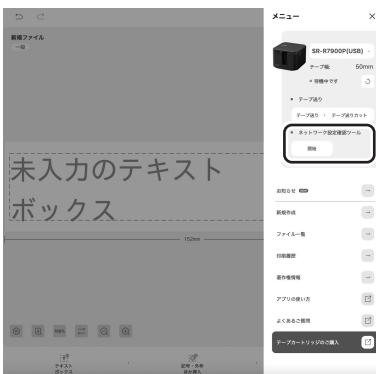 メニュー
新規ファイル
一般
SR-R7900P(USB)
テープ幅: 50mm
待機中です
テープ送り
テープ送り
テープ送りカット
ネットワーク設定確認ツール
開始
未入力のテキスト
ボックス
152mm
お知らせ
新規作成
ファイル一覧
印刷履歴
著作権情報
アプリの使い方
よくあるご質問
テープカートリッジのご購入
テキスト
ボックス
記号・外枠
ほか挿入